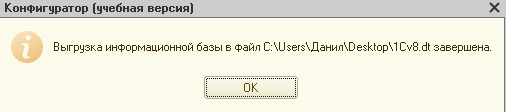 Конфигуратор (учебная версия)
Выгрузка информационной базы в файл C:\Users\Данил\Desktop\1Cv8.dt завершена.
OK